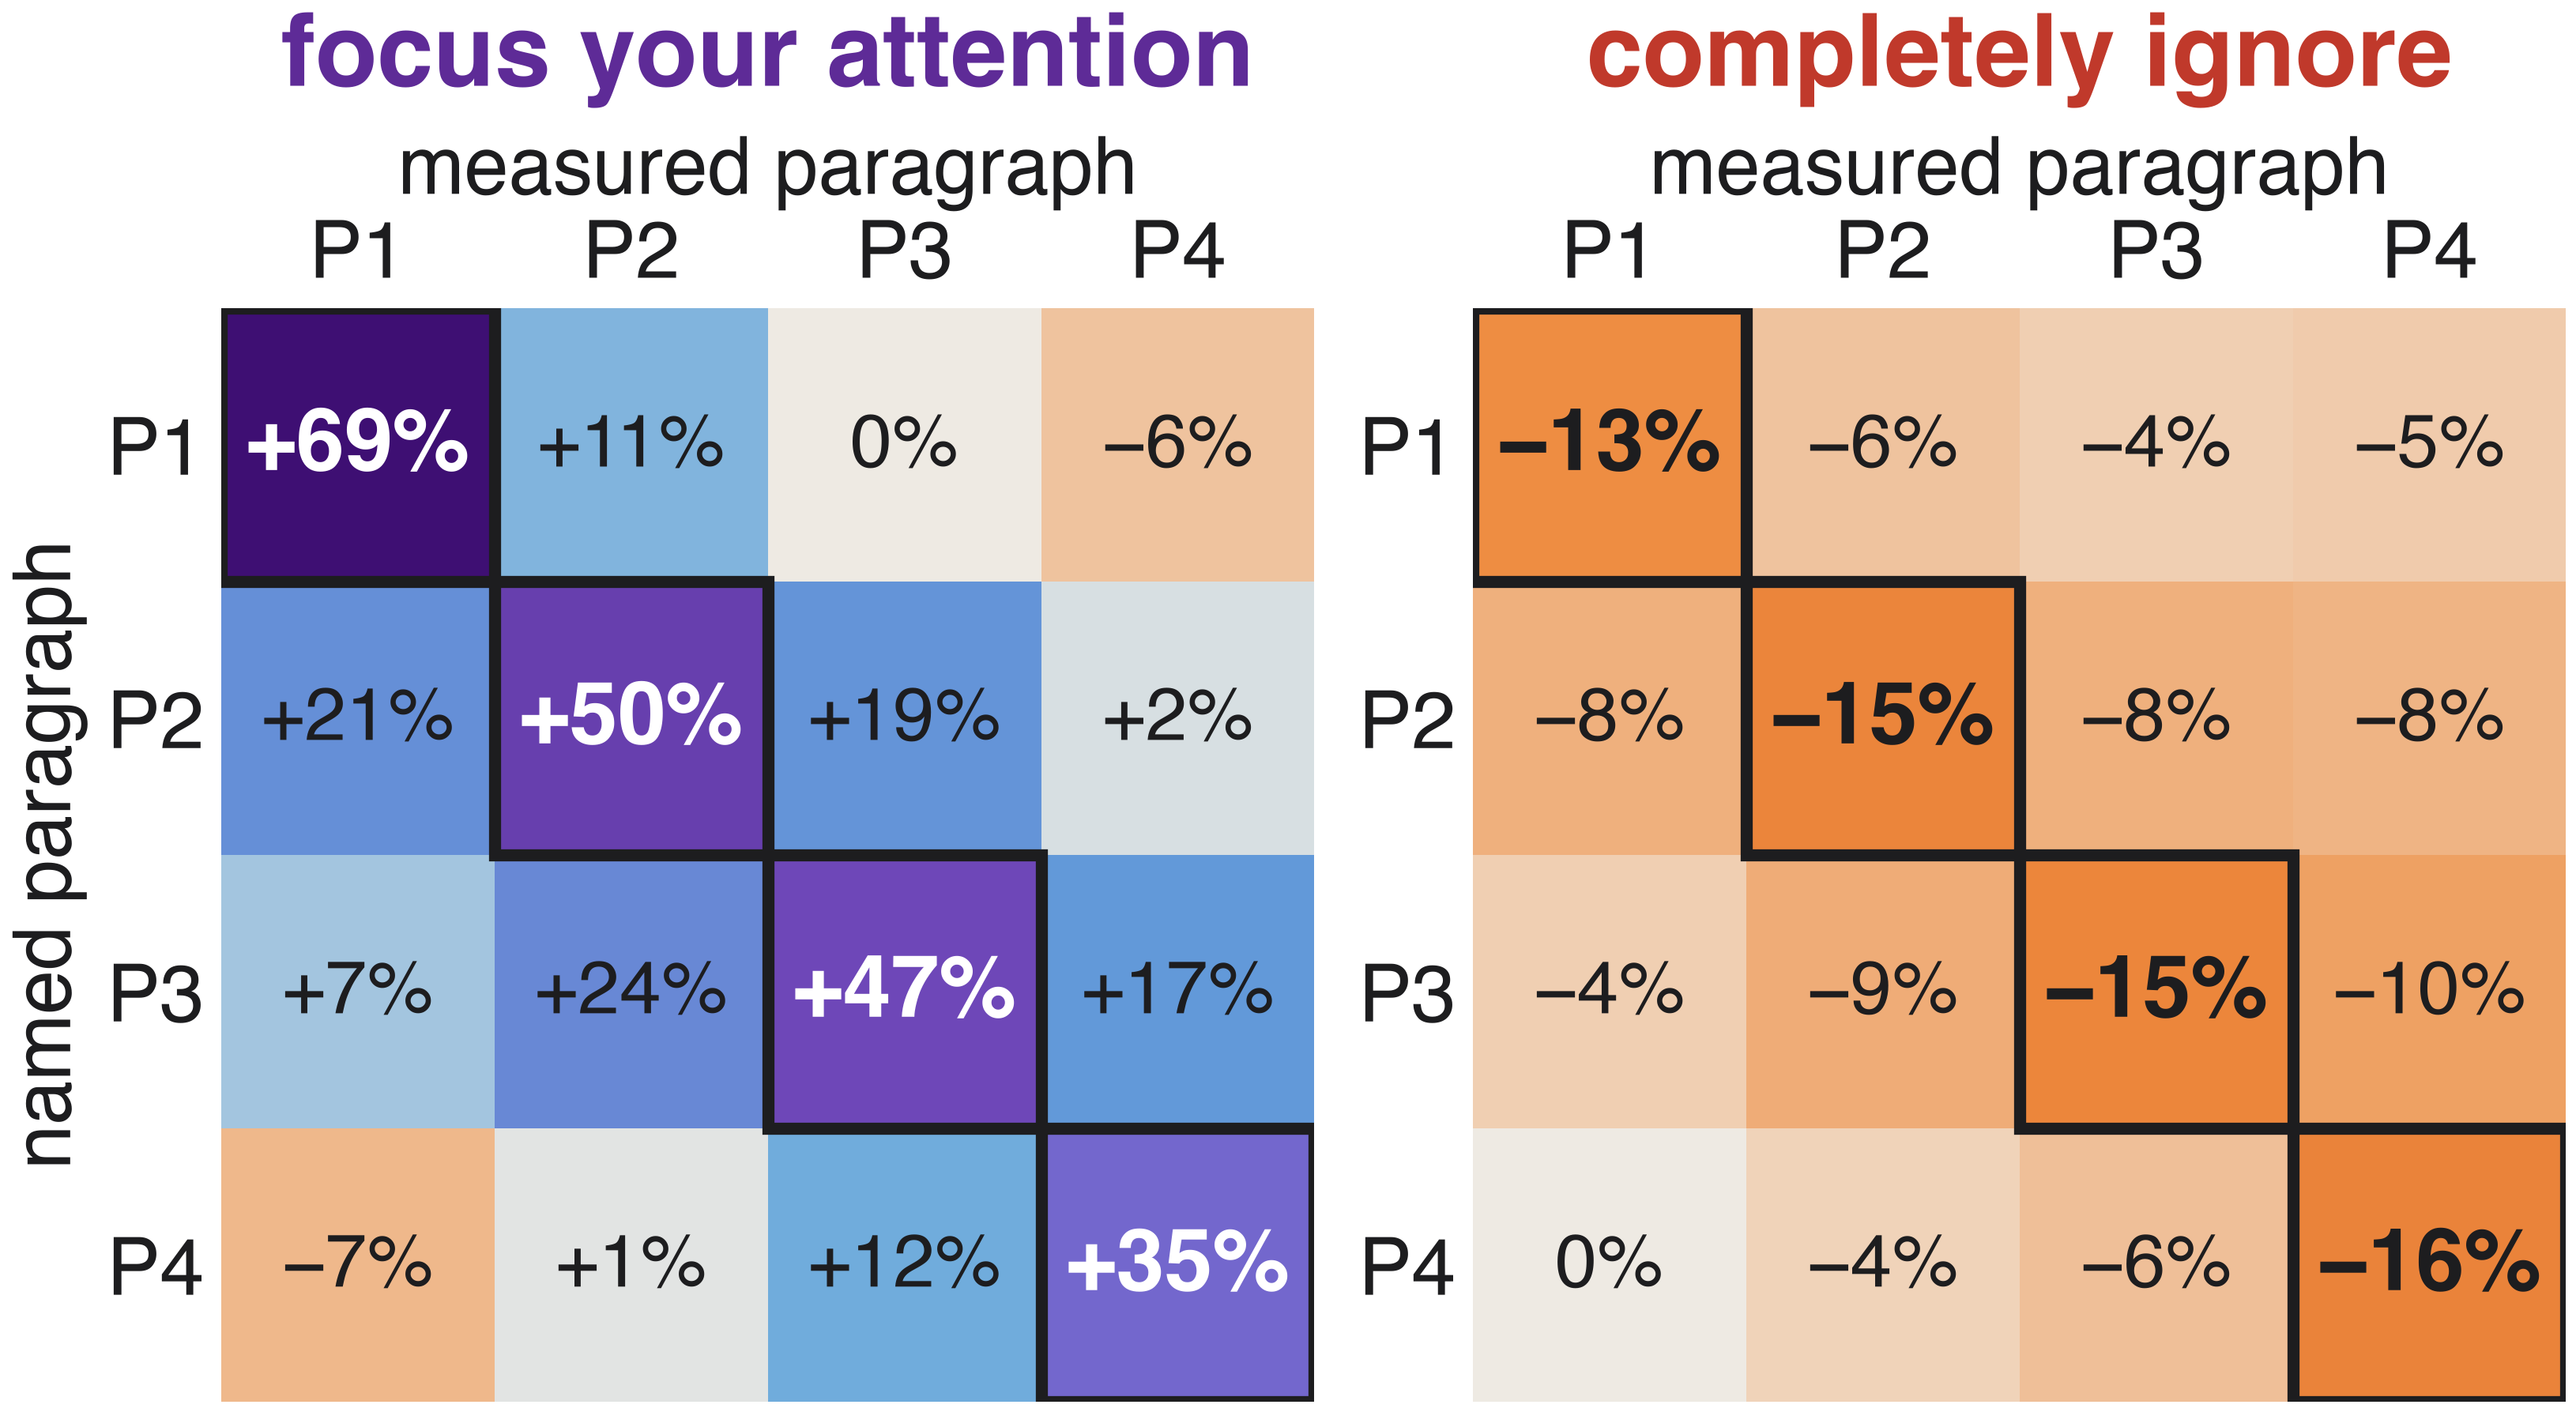 focus your attention
measured paragraph
P1 P2 P3 P4
named paragraph
P1 +69% +11% 0% –6%
P2 +21% +50% +19% +2%
P3 +7% +24% +47% +17%
P4 –7% +1% +12% +35%
completely ignore
measured paragraph
P1 P2 P3 P4
P1 –13% –6% –4% –5%
P2 –8% –15% –8% –8%
P3 –4% –9% –15% –10%
P4 0% –4% –6% –16%